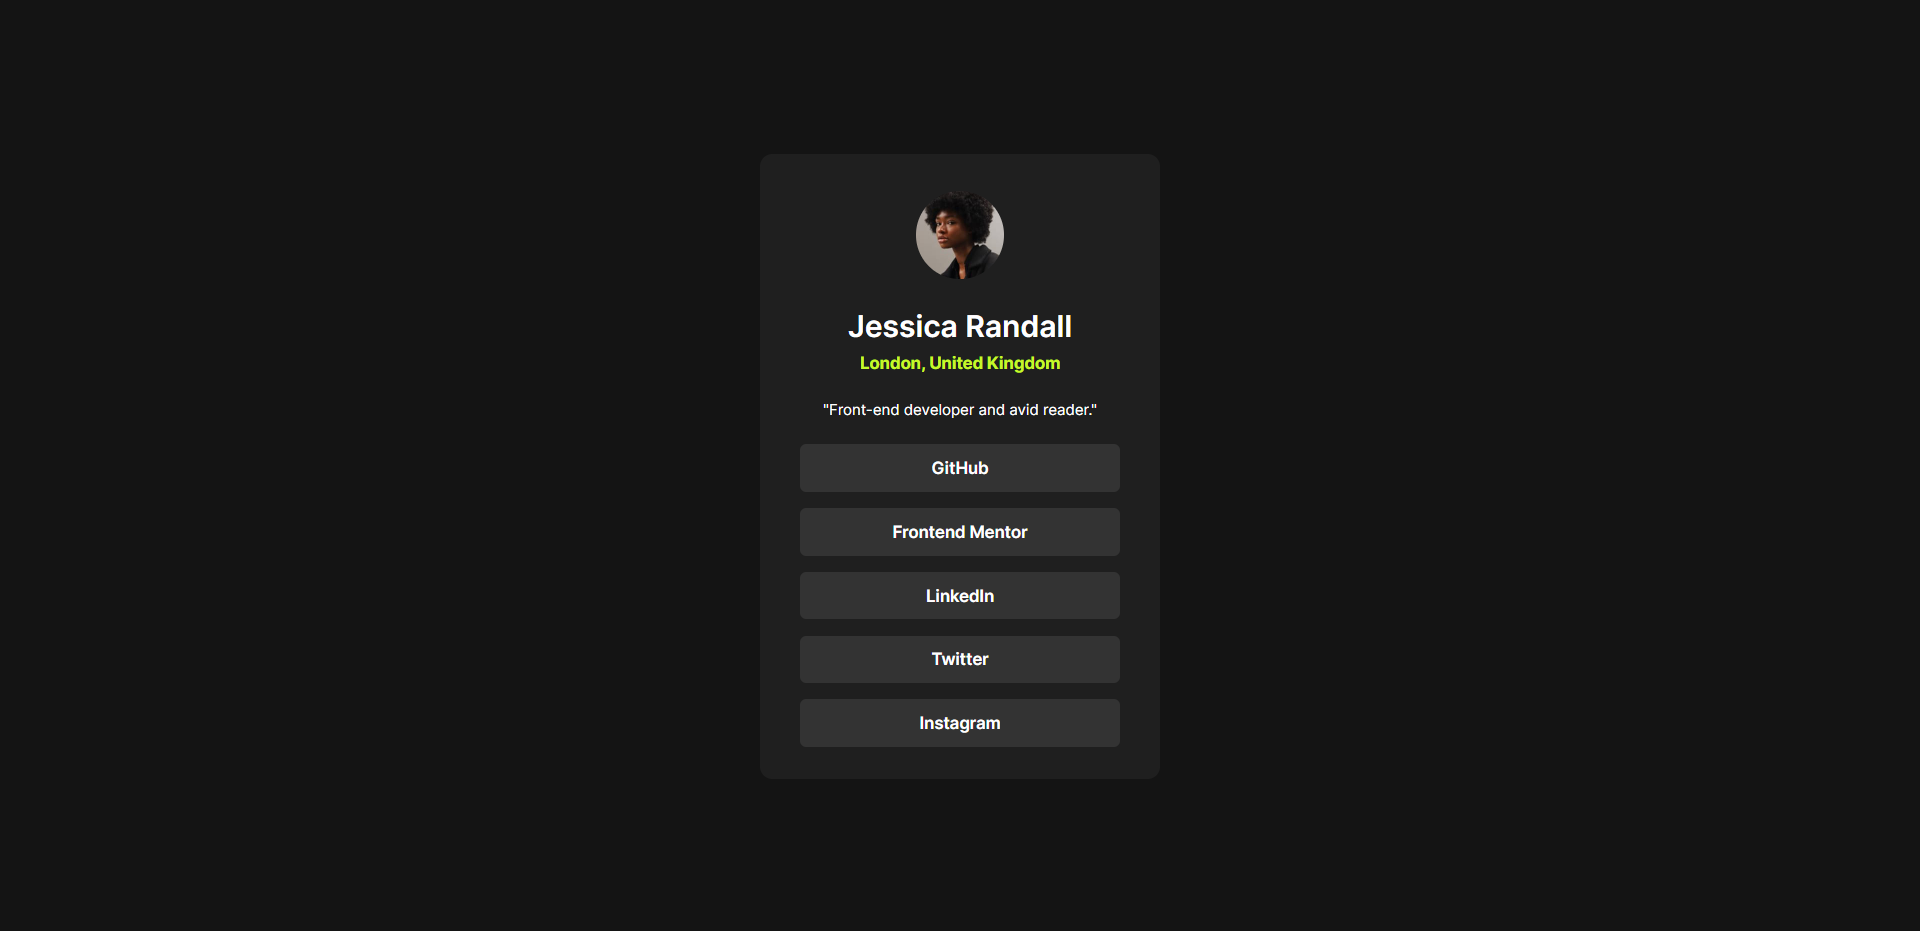 Jessica Randall
London, United Kingdom
"Front-end developer and avid reader."
GitHub
Frontend Mentor
LinkedIn
Twitter
Instagram